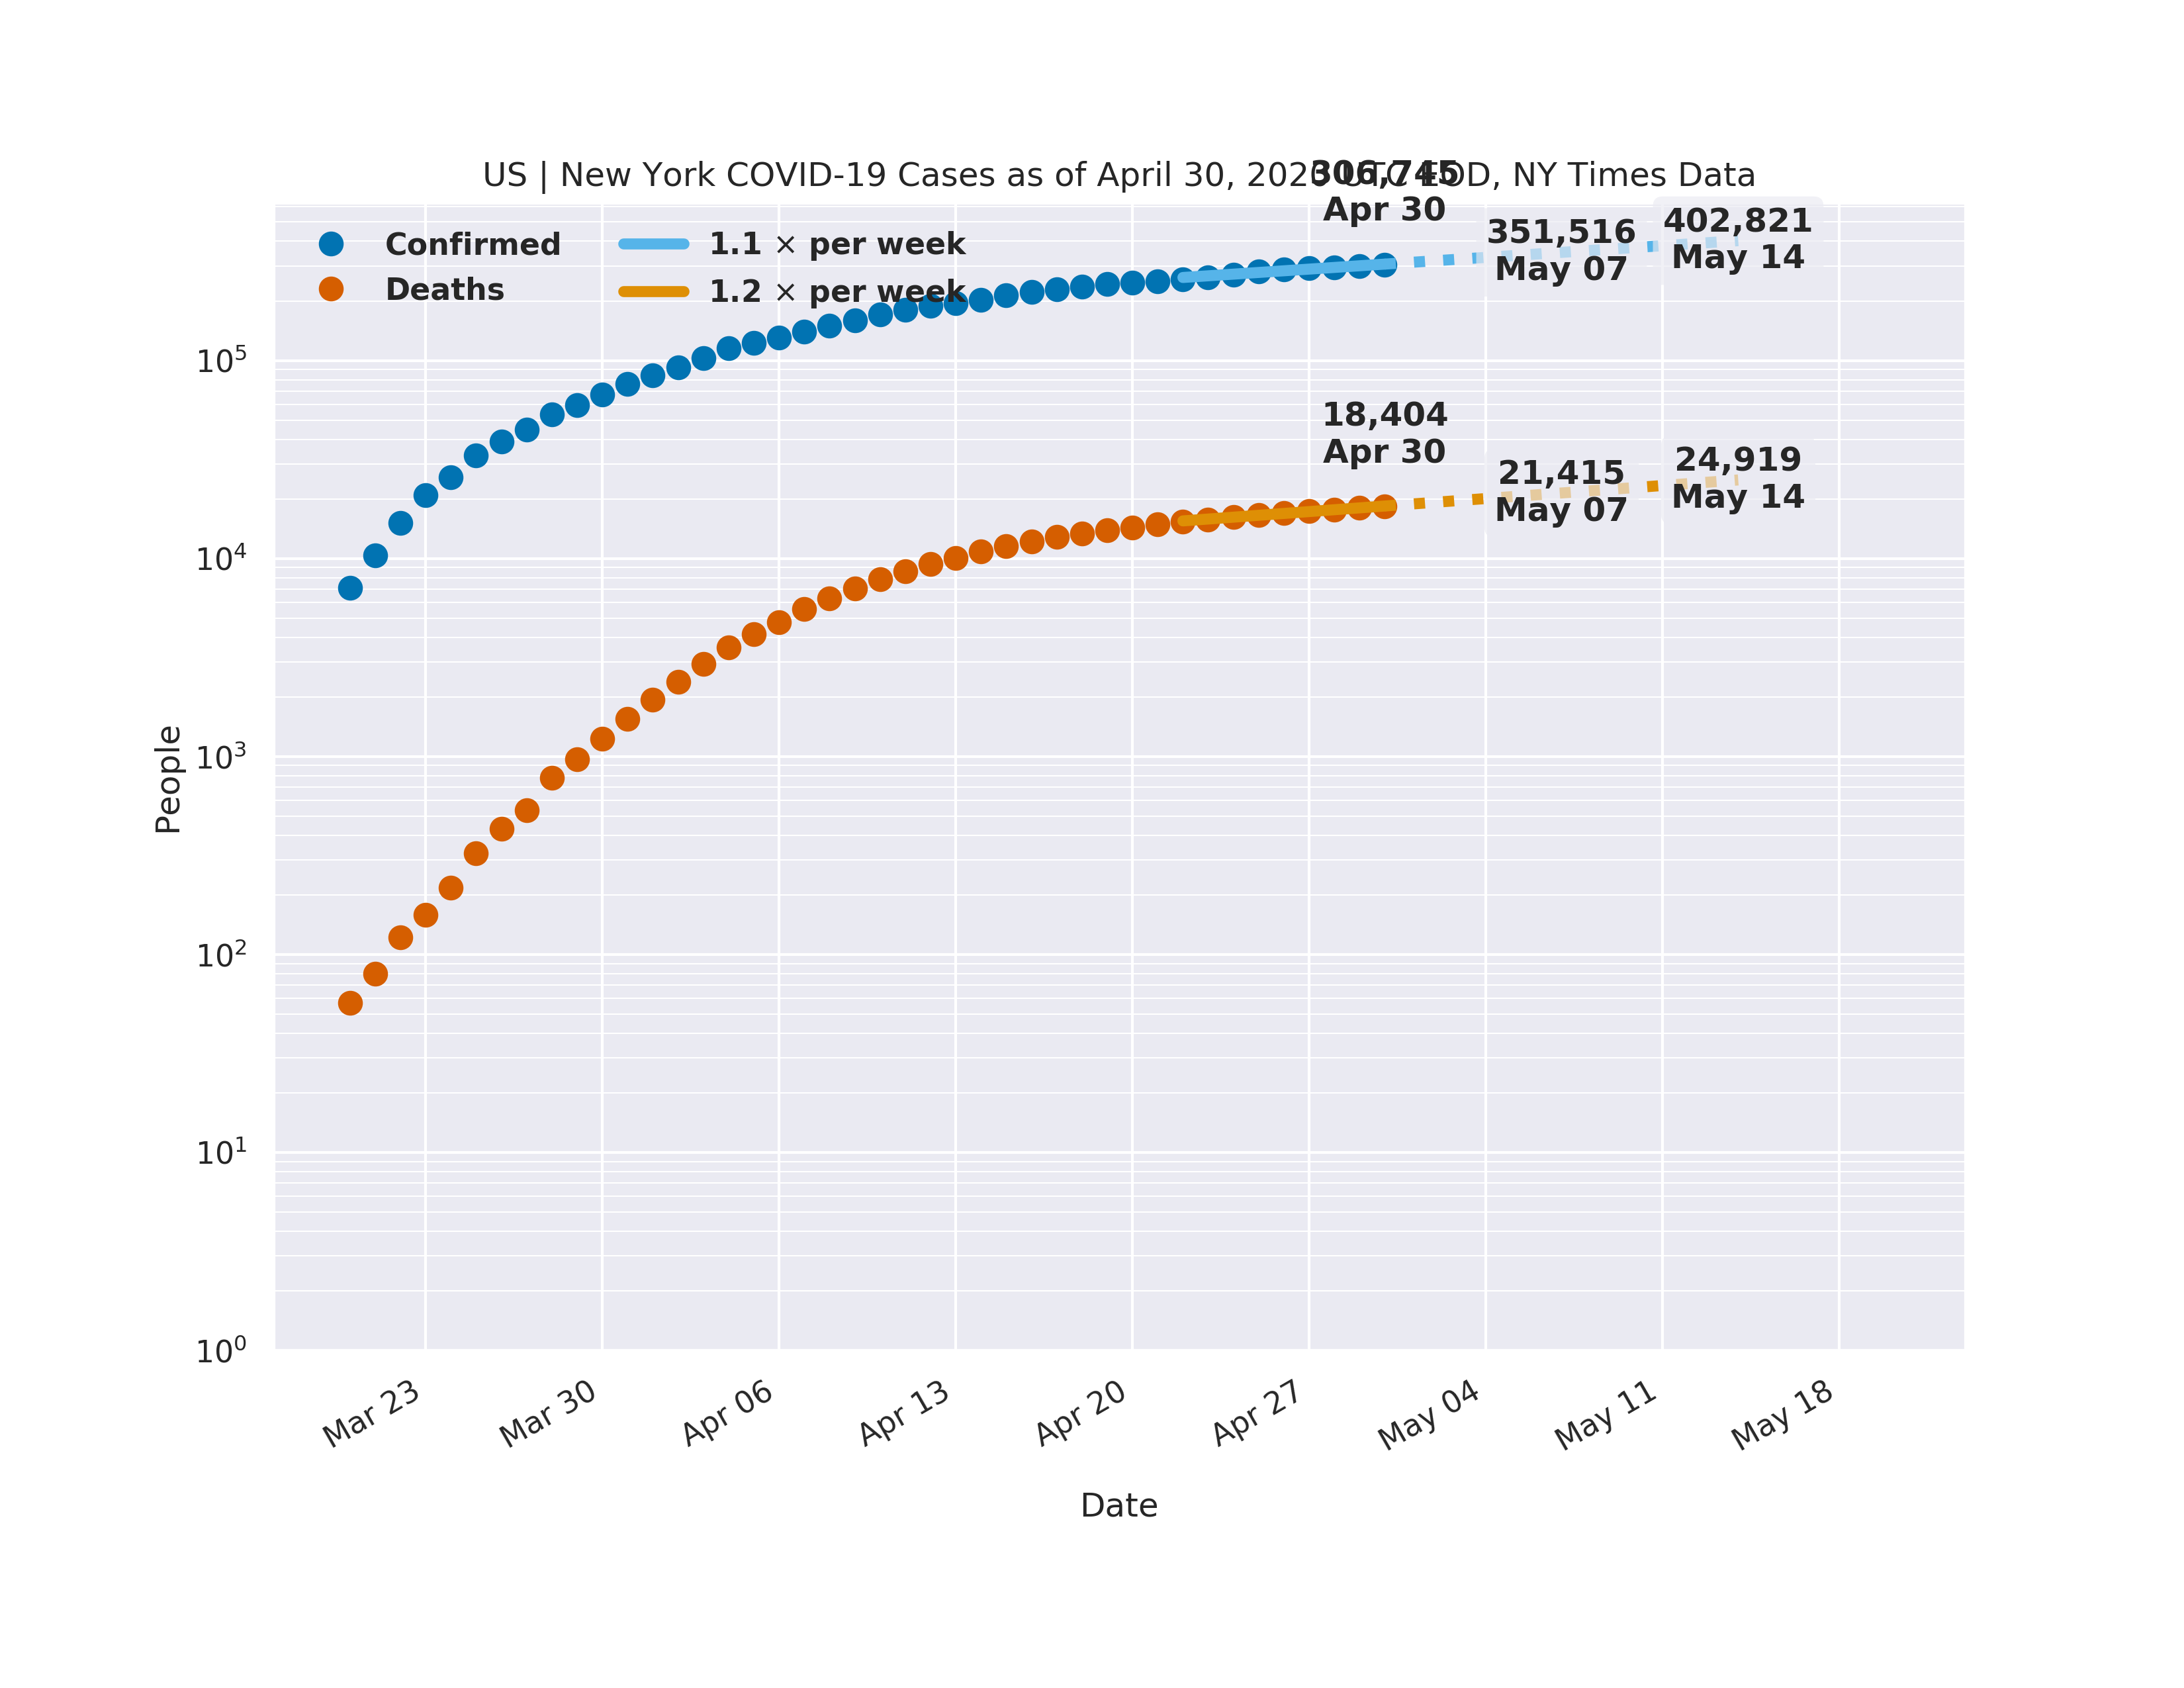 US | New York COVID-19 Cases as of April 30, 2020 UTC EOD, NY Times Data
306,745
Apr 30
351,516
May 07
402,821
May 14
Confirmed
Deaths
1.1 × per week
1.2 × per week
18,404
Apr 30
21,415
May 07
24,919
May 14
People
10⁵
10⁴
10³
10²
10¹
10⁰
Mar 23
Mar 30
Apr 06
Apr 13
Apr 20
Apr 27
May 04
May 11
May 18
Date